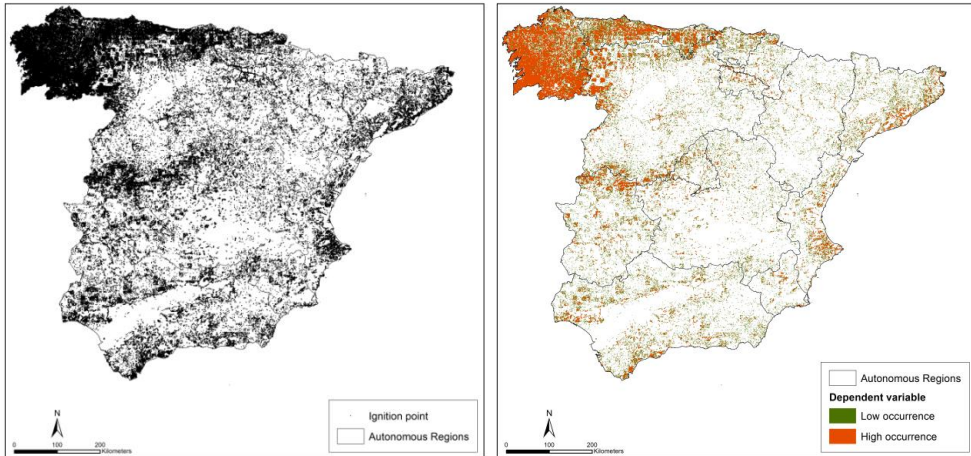 N
0
100
200
Kilometers
Ignition point
Autonomous Regions
N
0
100
200
Kilometers
Autonomous Regions
Dependent variable
Low occurrence
High occurrence